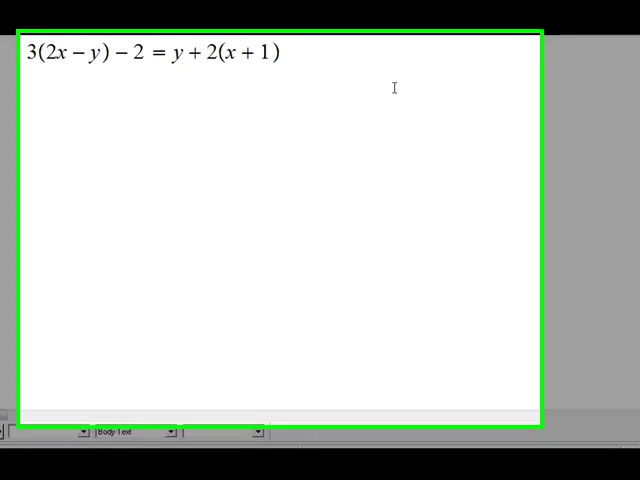 3(2x − y) − 2 = y + 2(x + 1)
Body Text